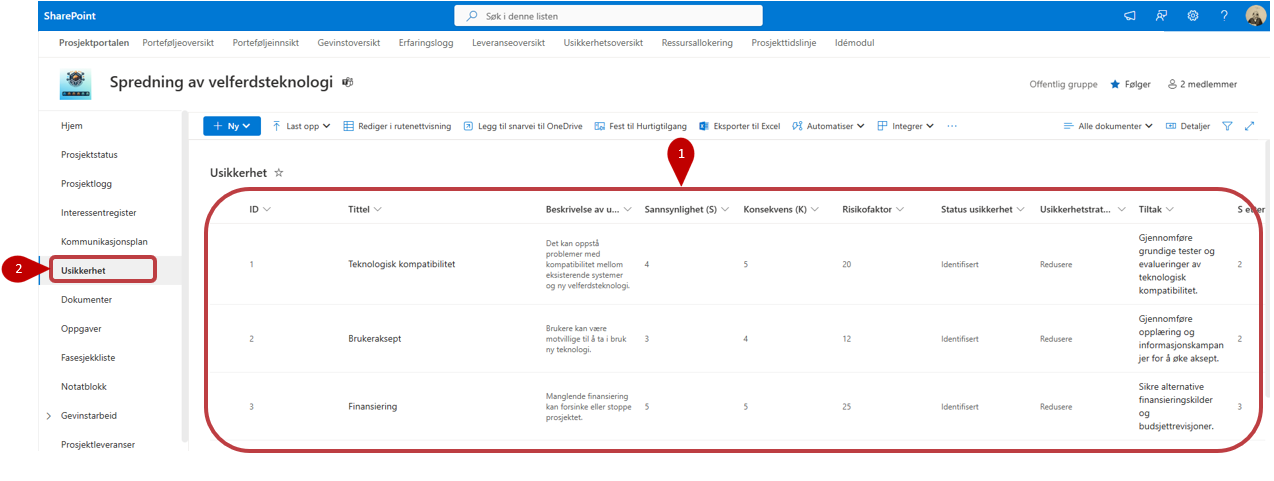 SharePoint
Søk i denne listen
Prosjektportalen Porteføljeoversikt Porteføljeinnsikt Gevinstoversikt Erfaringslogg Leveranseoversikt Usikkerhetsoversikt Ressursallokering Prosjekttidslinje Idémodul
Spredning av velferdsteknologi
Offentlig gruppe Følger 2 medlemmer
Hjem
Prosjektstatus
Prosjektlogg
Interessentregister
Kommunikasjonsplan
2
Usikkerhet
Dokumenter
Oppgaver
Fasesjekkliste
Notatblokk
Gevinstarbeid
Prosjektleveranser
+ Ny Last opp Rediger i rutenettvisning Legg til snarvei til OneDrive Fest til Hurtigtilgang Eksporter til Excel Automatiser Integrer ... Alle dokumenter Detaljer
1
Usikkerhet
ID Tittel Beskrivelse av u... Sannsynlighet (S) Konsekvens (K) Risikofaktor Status usikkerhet Usikkerhetstrat... Tiltak S etter
1
Teknologisk kompatibilitet
Det kan oppstå
problemer med
kompatibilitet mellom
eksisterende systemer
og ny velferdsteknologi.
4
5
20
Identifisert
Redusere
Gjennomføre
grundige tester og
evalueringer av
teknologisk
kompatibilitet.
2
2
Brukeraksept
Brukere kan være
motvillige til å ta i bruk
ny teknologi.
3
4
12
Identifisert
Redusere
Gjennomføre
opplæring og
informasjonskampan
jer for å øke aksept.
2
3
Finansiering
Manglende finansiering
kan forsinke eller stoppe
prosjektet.
5
5
25
Identifisert
Redusere
Sikre alternative
finansieringskilder
og
budsjettrevisjoner.
3